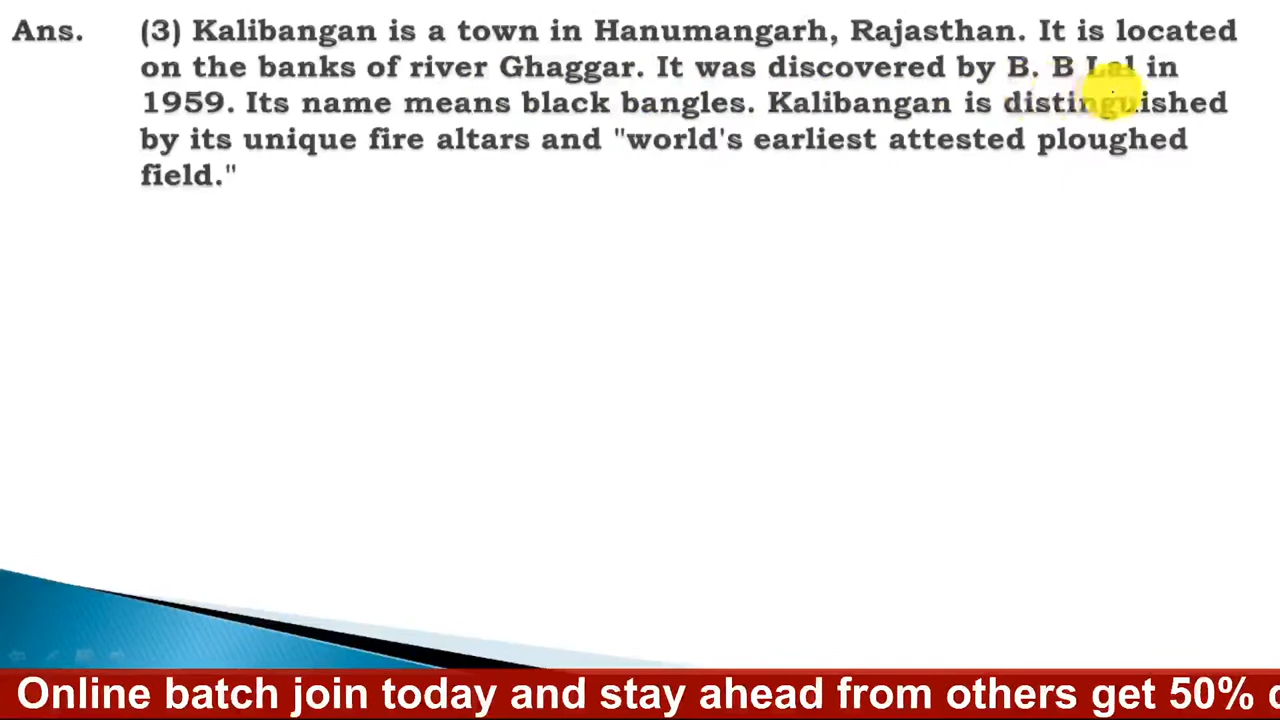 Ans. (3) Kalibangan is a town in Hanumangarh, Rajasthan. It is located
on the banks of river Ghaggar. It was discovered by B. B Lal in
1959. Its name means black bangles. Kalibangan is distinguished
by its unique fire altars and "world's earliest attested ploughed
field."
Online batch join today and stay ahead from others get 50%